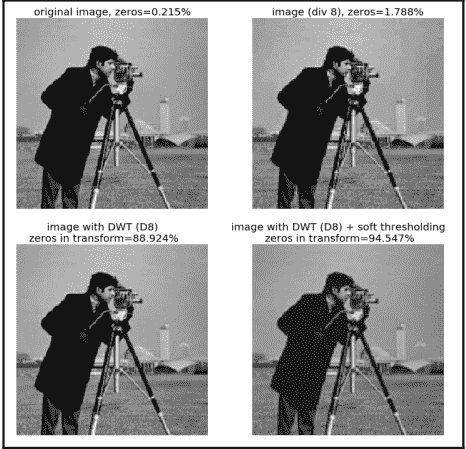 original image, zeros=0.215%
image (div 8), zeros=1.788%
image with DWT (D8)
zeros in transform=88.924%
image with DWT (D8) + soft thresholding
zeros in transform=94.547%